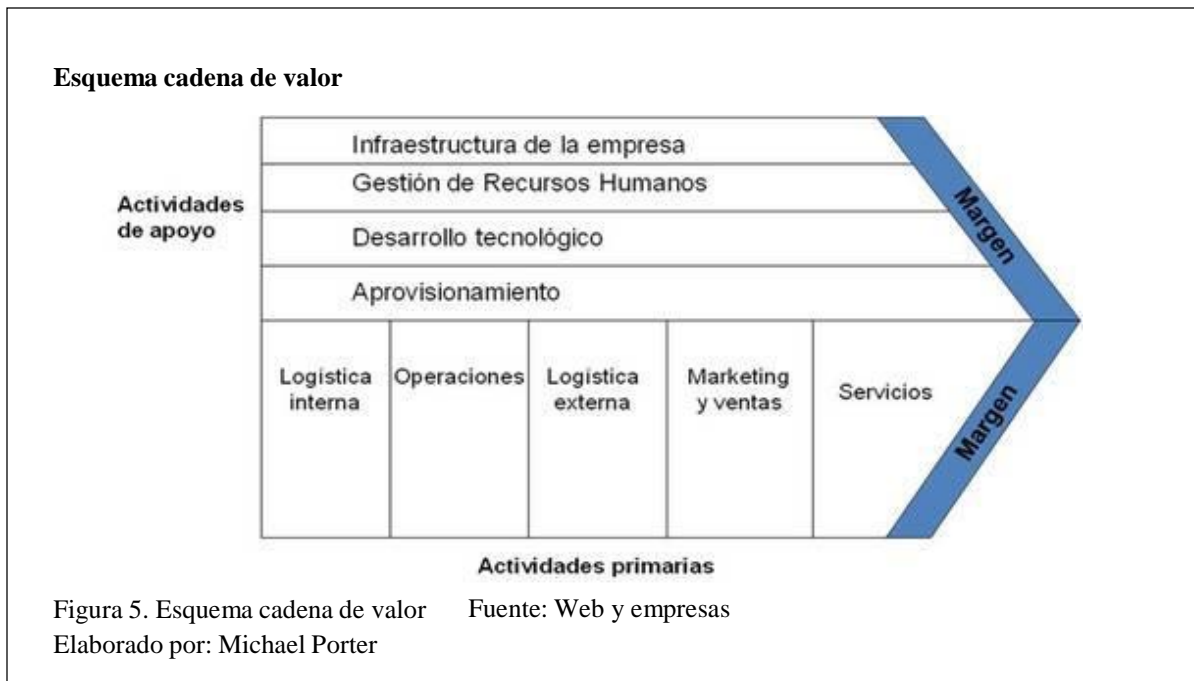 Esquema cadena de valor
Infraestructura de la empresa
Gestión de Recursos Humanos
Actividades
de apoyo
Desarrollo tecnológico
Aprovisionamiento
Margen
Logística
interna
Operaciones
Logística
externa
Marketing
y ventas
Servicios
Margen
Actividades primarias
Figura 5. Esquema cadena de valor Fuente: Web y empresas
Elaborado por: Michael Porter